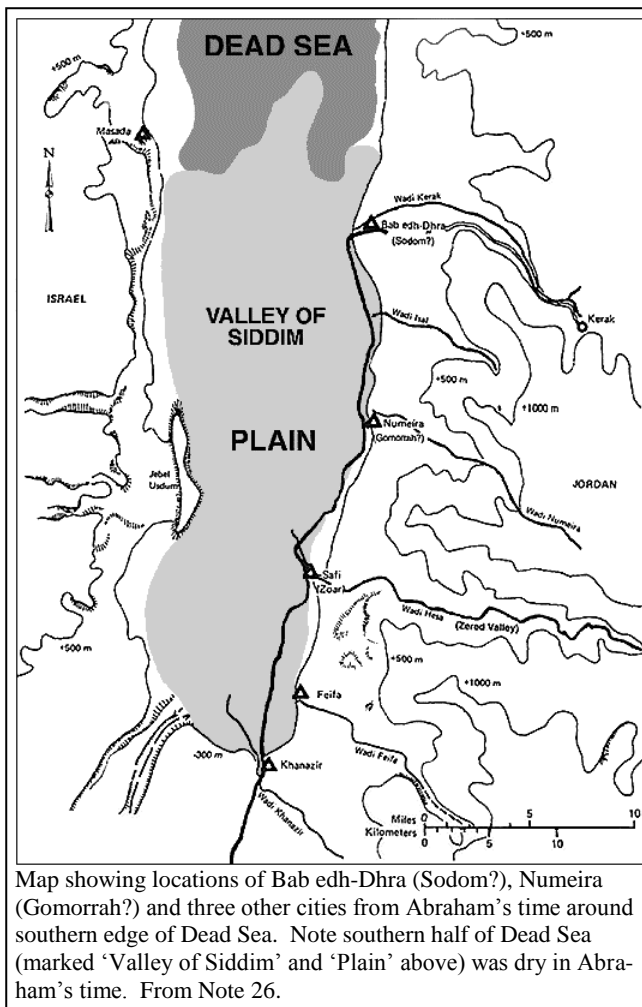 DEAD SEA
+500 m
+500 m
Masada
N
Wadi Kerak
Bab edh-Dhra
(Sodom?)
ISRAEL
VALLEY OF
SIDDIM
Wadi Isal
Kerak
+500 m
+1000 m
PLAIN
Numeira
(Gomorrah?)
Jebel
Usdum
JORDAN
Wadi Numeira
Safi
(Zoar)
Wadi Hesa
(Zered Valley)
+500 m
+500 m
+1000 m
Feifa
-300 m
Khanazir
Wadi Feifa
Wadi Khanazir
Miles 0 5 10
Kilometers 0 5 10
Map showing locations of Bab edh-Dhra (Sodom?), Numeira
(Gomorrah?) and three other cities from Abraham’s time around
southern edge of Dead Sea.  Note southern half of Dead Sea
(marked ‘Valley of Siddim’ and ‘Plain’ above) was dry in Abra-
ham’s time.  From Note 26.